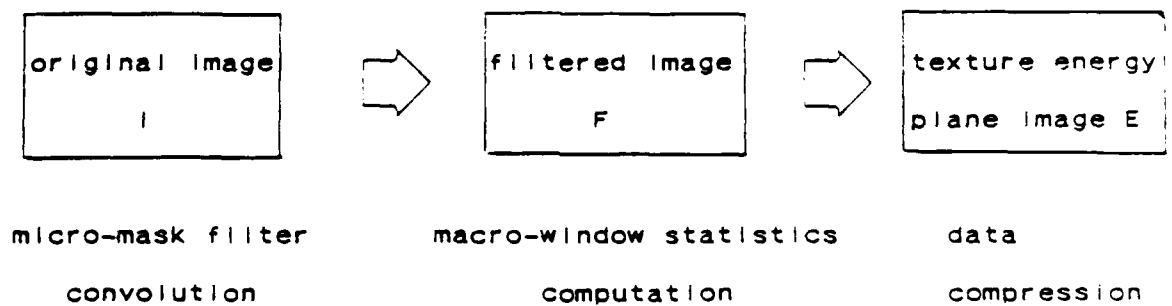 original image
I
filtered image
F
texture energy
plane image E
micro-mask filter
convolution
macro-window statistics
computation
data
compression